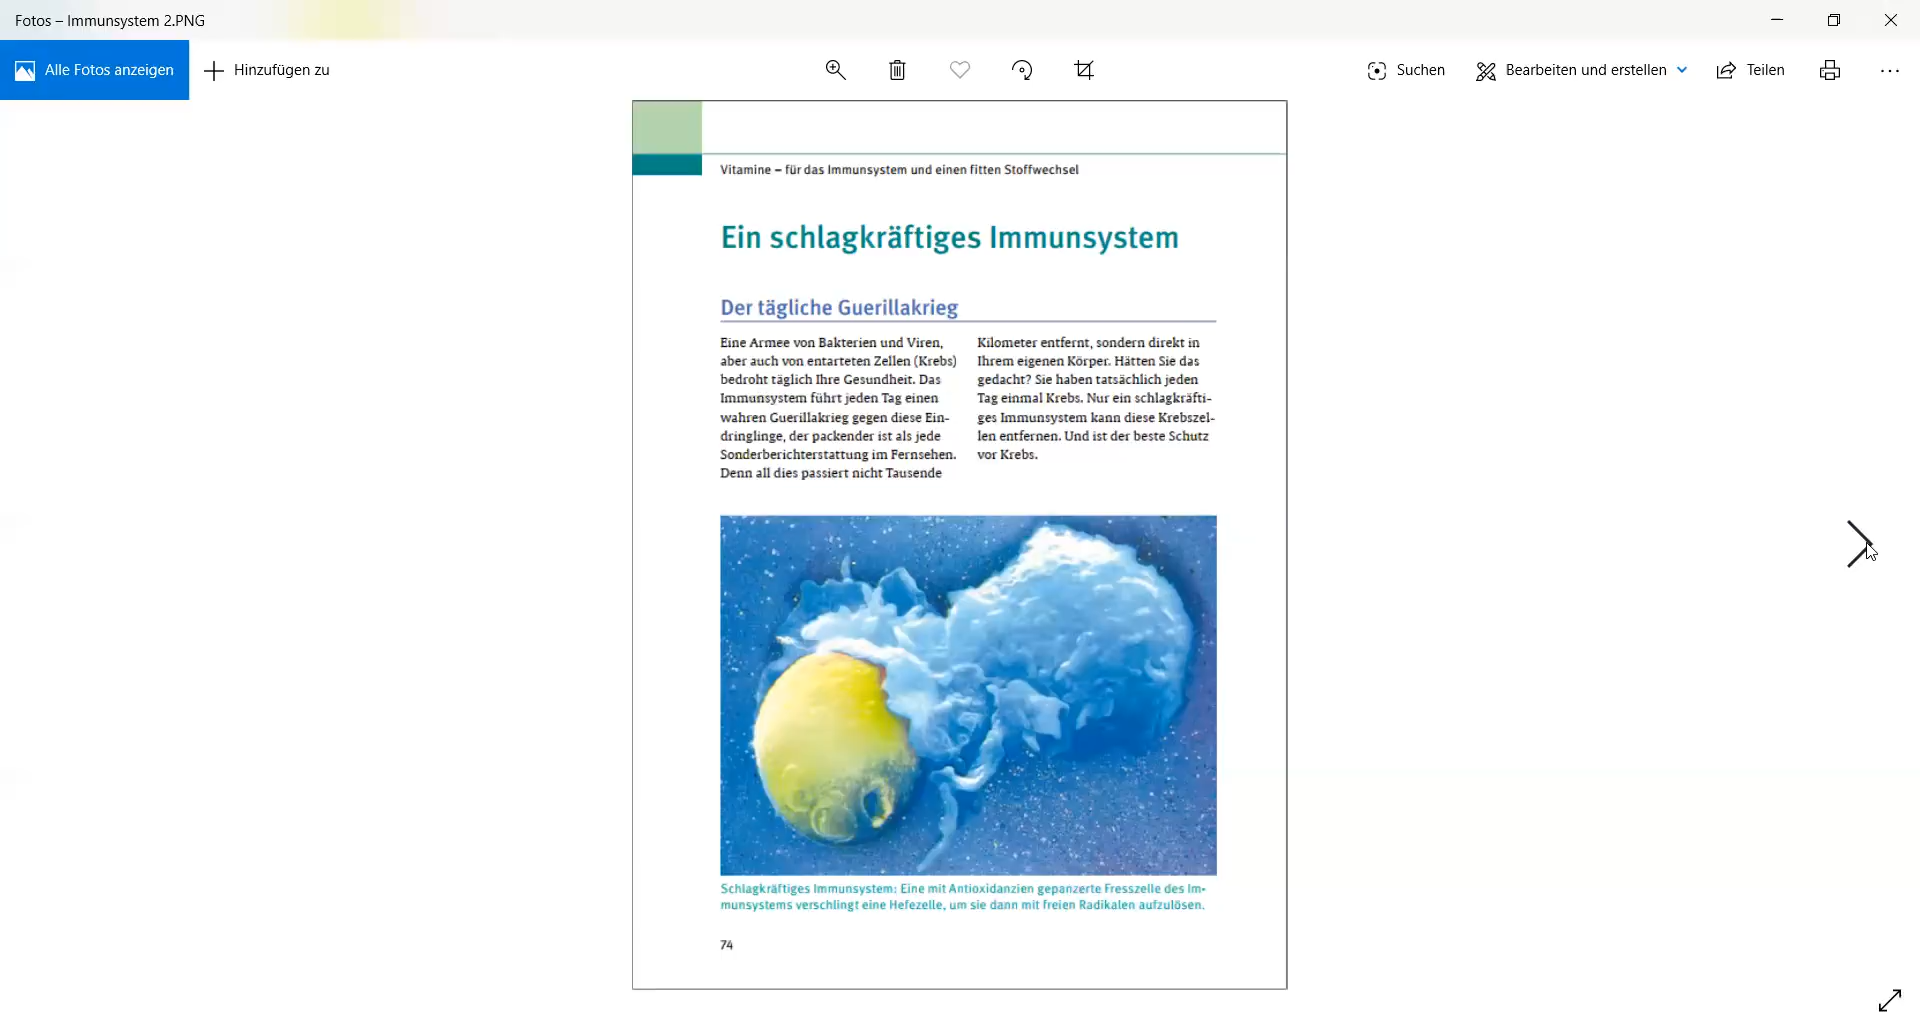 Fotos – Immunsystem 2.PNG
Alle Fotos anzeigen
Hinzufügen zu
Suchen
Bearbeiten und erstellen
Teilen
Vitamine – für das Immunsystem und einen fitten Stoffwechsel
Ein schlagkräftiges Immunsystem
Der tägliche Guerillakrieg
Eine Armee von Bakterien und Viren,
aber auch von entarteten Zellen (Krebs)
bedroht täglich Ihre Gesundheit. Das
Immunsystem führt jeden Tag einen
wahren Guerillakrieg gegen diese Ein-
dringlinge, der packender ist als jede
Sonderberichterstattung im Fernsehen.
Denn all dies passiert nicht Tausende
Kilometer entfernt, sondern direkt in
Ihrem eigenen Körper. Hätten Sie das
gedacht? Sie haben tatsächlich jeden
Tag einmal Krebs. Nur ein schlagkräfti-
ges Immunsystem kann diese Krebszel-
len entfernen. Und ist der beste Schutz
vor Krebs.
Schlagkräftiges Immunsystem: Eine mit Antioxidanzien gepanzerte Fresszelle des Im-
munsystems verschlingt eine Hefezelle, um sie dann mit freien Radikalen aufzulösen.
74